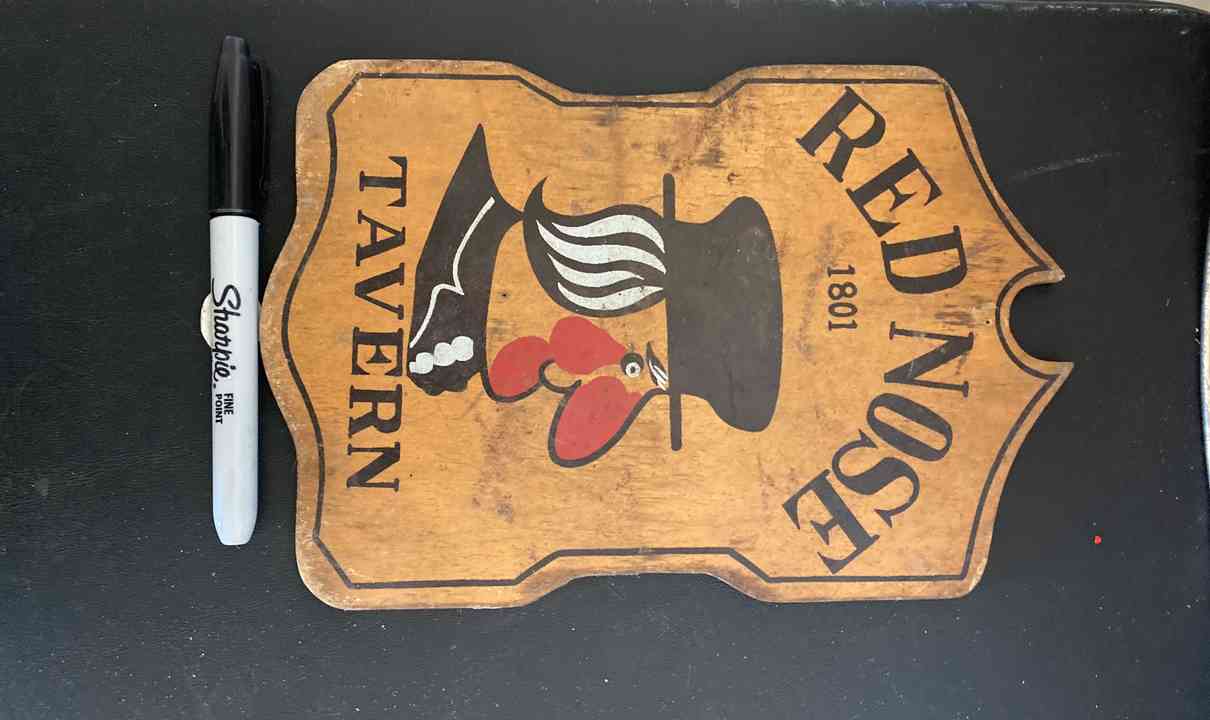 RED NOSE
1801
TAVERN
Sharpie.
FINE
POINT